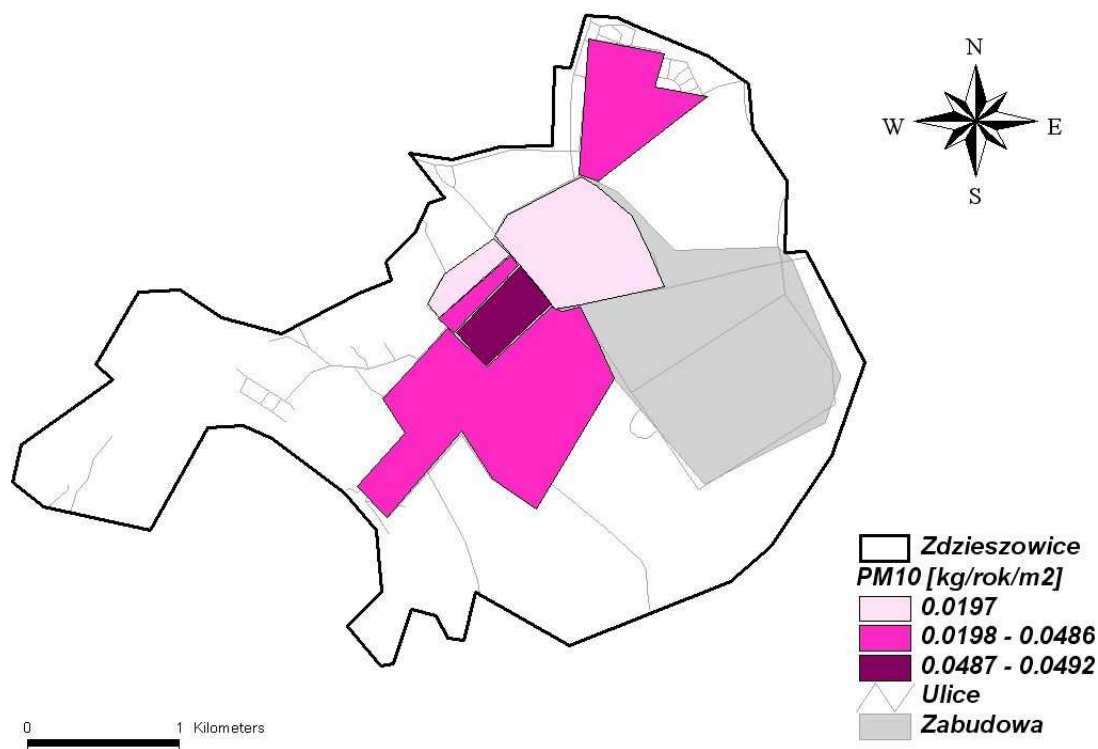 N
W E
S
Zdzieszowice
PM10 [kg/rok/m2]
0.0197
0.0198 - 0.0486
0.0487 - 0.0492
Ulice
Zabudowa
0 1 Kilometers